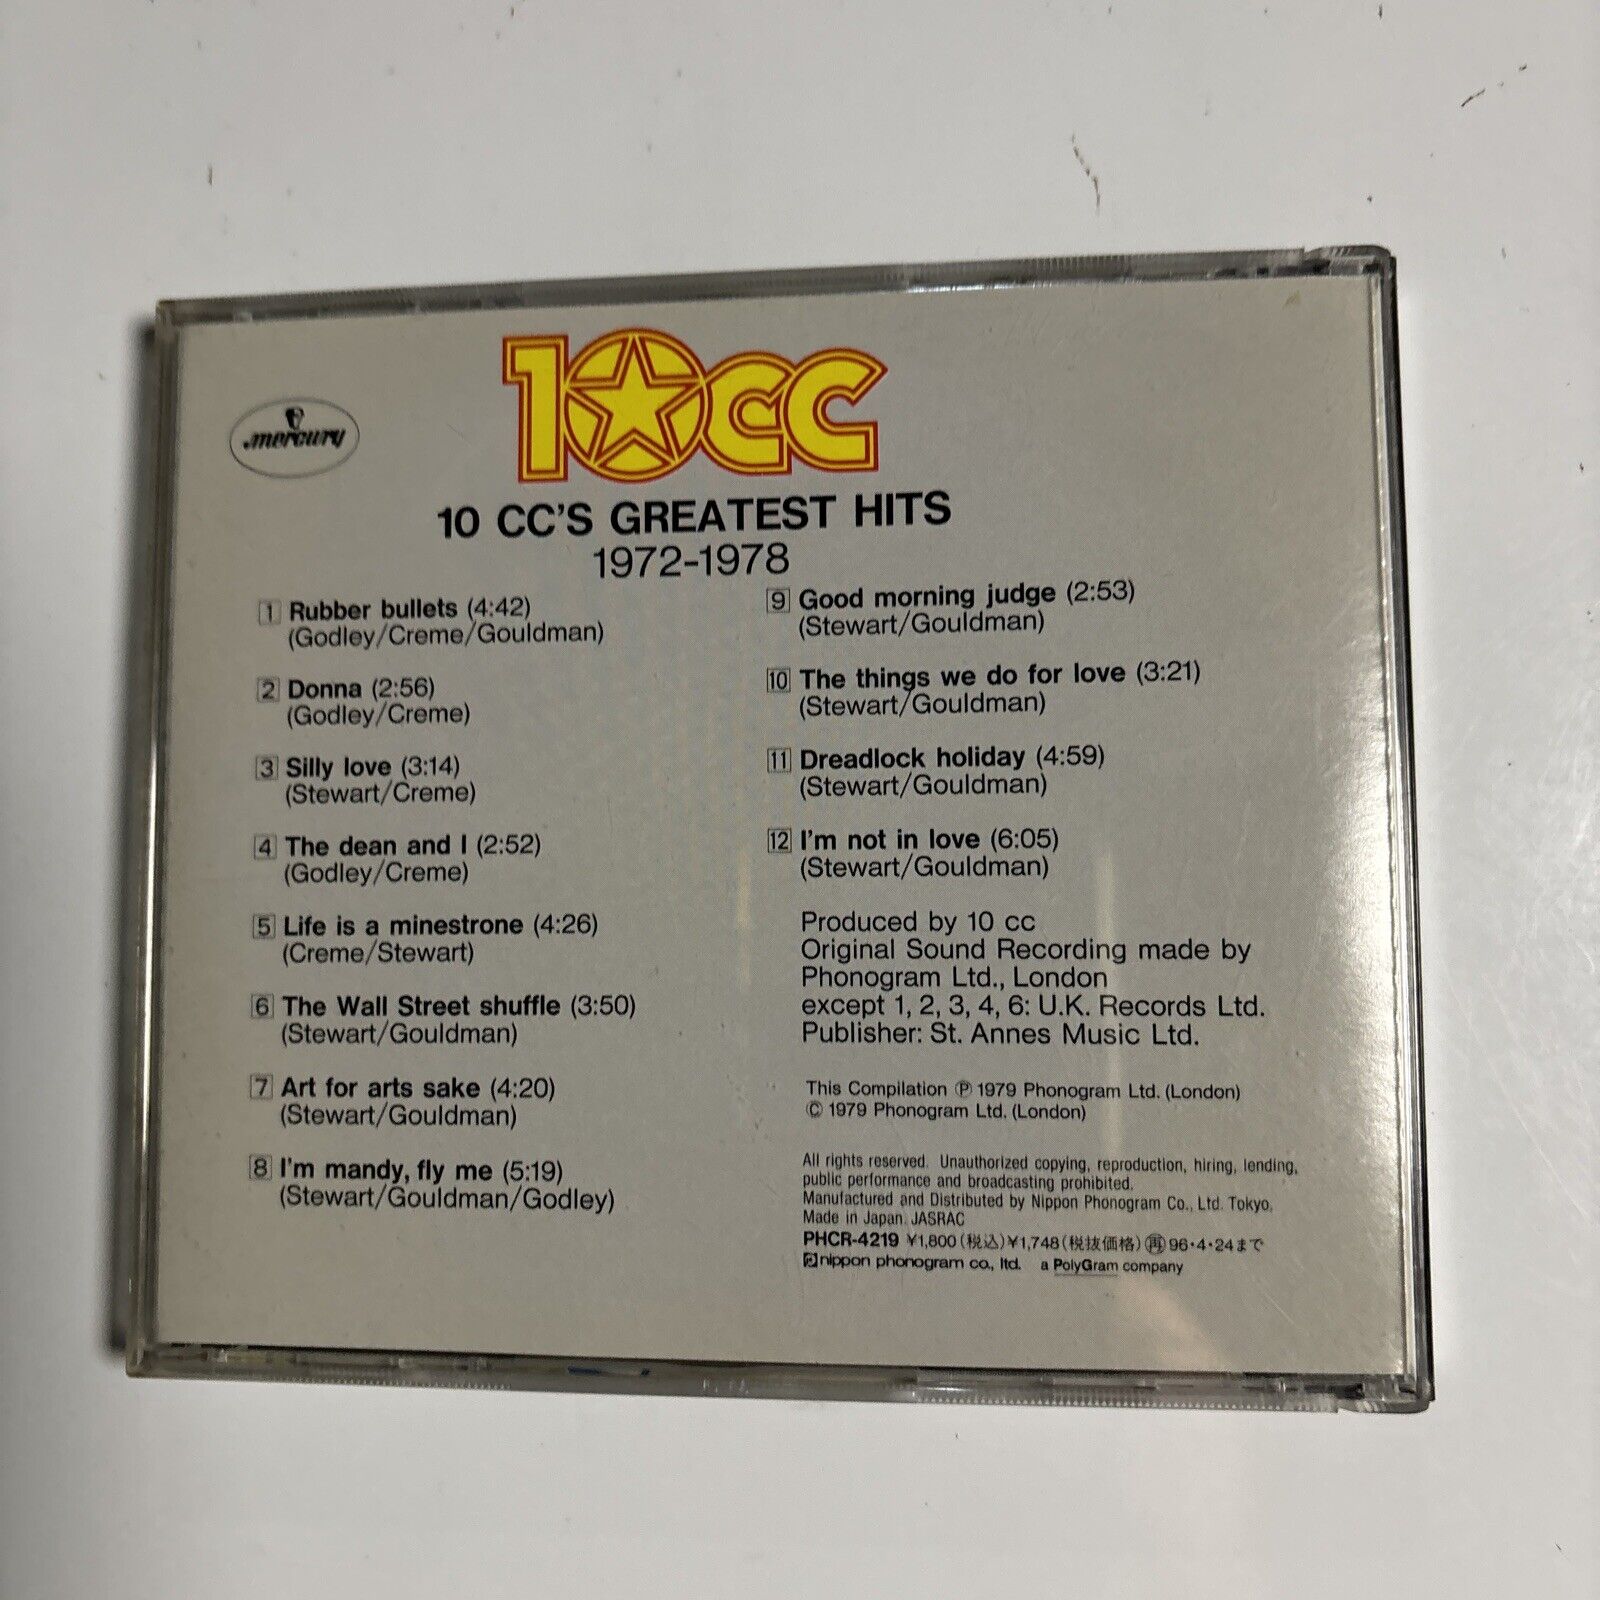 10cc
mercury
10 CC'S GREATEST HITS
1972-1978
1 Rubber bullets (4:42)
(Godley/Creme/Gouldman)
2 Donna (2:56)
(Godley/Creme)
3 Silly love (3:14)
(Stewart/Creme)
4 The dean and I (2:52)
(Godley/Creme)
5 Life is a minestrone (4:26)
(Creme/Stewart)
6 The Wall Street shuffle (3:50)
(Stewart/Gouldman)
7 Art for arts sake (4:20)
(Stewart/Gouldman)
8 I'm mandy, fly me (5:19)
(Stewart/Gouldman/Godley)
9 Good morning judge (2:53)
(Stewart/Gouldman)
10 The things we do for love (3:21)
(Stewart/Gouldman)
11 Dreadlock holiday (4:59)
(Stewart/Gouldman)
12 I'm not in love (6:05)
(Stewart/Gouldman)
Produced by 10 cc
Original Sound Recording made by
Phonogram Ltd., London
except 1, 2, 3, 4, 6: U.K. Records Ltd.
Publisher: St. Annes Music Ltd.
This Compilation Ⓟ 1979 Phonogram Ltd. (London)
© 1979 Phonogram Ltd. (London)
All rights reserved. Unauthorized copying, reproduction, hiring, lending,
public performance and broadcasting prohibited.
Manufactured and Distributed by Nippon Phonogram Co., Ltd. Tokyo,
Made in Japan. JASRAC
PHCR-4219 ¥1,800(税込)¥1,748(税抜価格)再96・4・24まで
nippon phonogram co., ltd. a PolyGram company